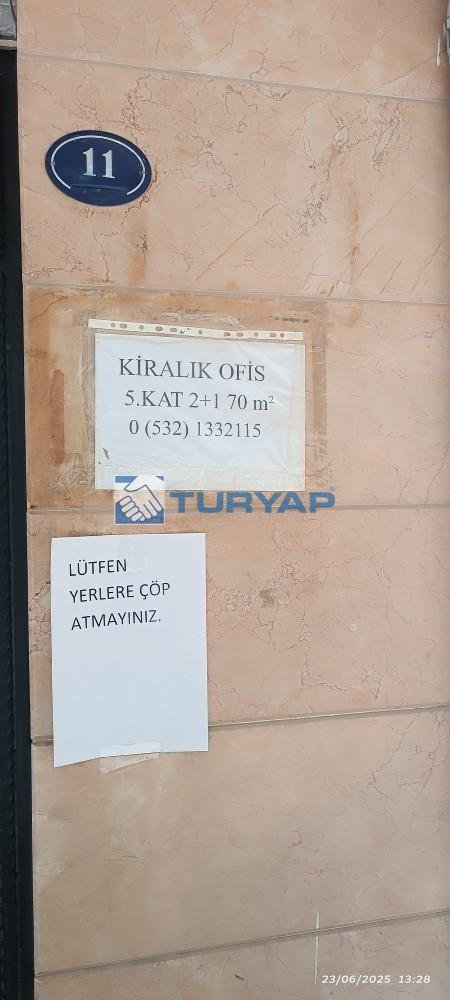 11
KİRALIK OFİS
5.KAT 2+1 70 m²
0 (532) 1332115
TURYAP
LÜTFEN
YERLERE ÇÖP
ATMAYINIZ.
23/06/2025 13:28